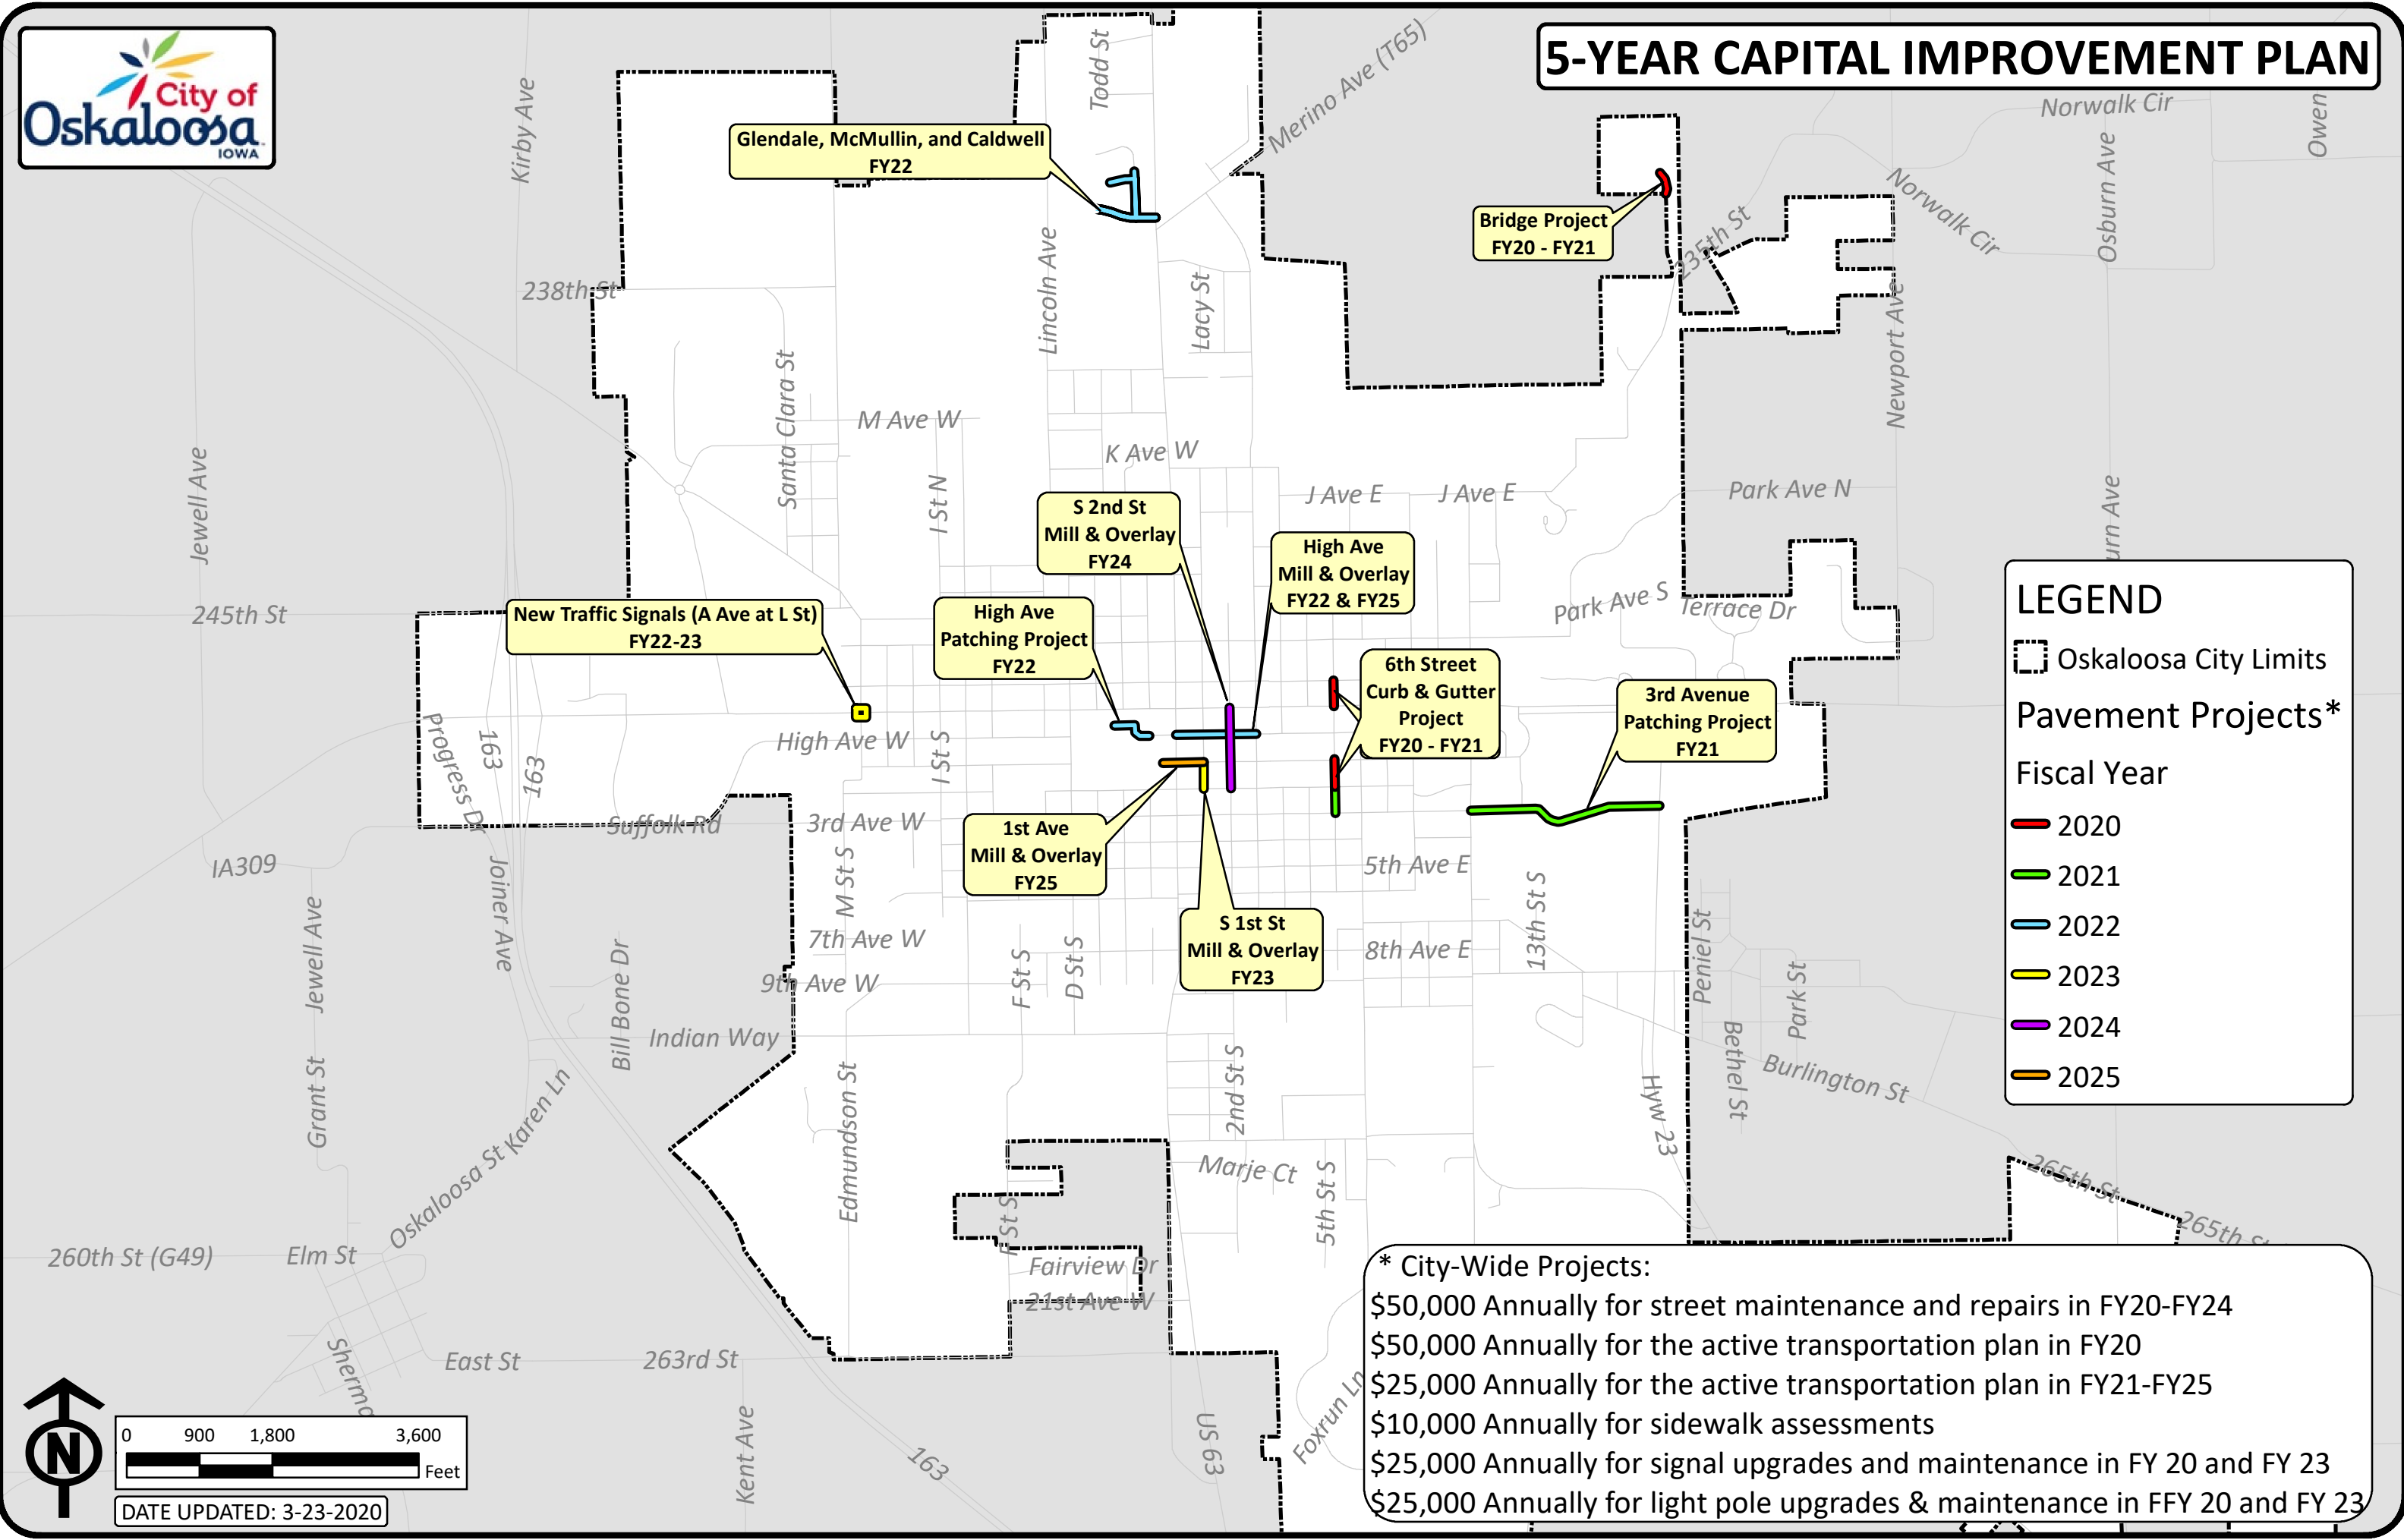 City of
Oskaloosa
IOWA
5-YEAR CAPITAL IMPROVEMENT PLAN
Kirby Ave
Todd St
Merino Ave (T65)
Norwalk Cir
Owen
Osburn Ave
Glendale, McMullin, and Caldwell
FY22
Norwalk Cir
Bridge Project
FY20 - FY21
235th St
238th St
Lincoln Ave
Lacy St
Newport Ave
Santa Clara St
M Ave W
K Ave W
I St N
J Ave E
J Ave E
Park Ave N
Jewell Ave
urn Ave
S 2nd St
Mill & Overlay
FY24
High Ave
Mill & Overlay
FY22 & FY25
245th St
New Traffic Signals (A Ave at L St)
FY22-23
High Ave
Patching Project
FY22
Park Ave S
Terrace Dr
6th Street
Curb & Gutter
Project
FY20 - FY21
3rd Avenue
Patching Project
FY21
LEGEND
Oskaloosa City Limits
Pavement Projects*
Fiscal Year
2020
2021
2022
2023
2024
2025
Progress Dr
163
163
High Ave W
I St S
Suffolk Rd
3rd Ave W
1st Ave
Mill & Overlay
FY25
IA309
Joiner Ave
M St S
5th Ave E
13th St S
S 1st St
Mill & Overlay
FY23
Jewell Ave
7th Ave W
8th Ave E
Peniel St
Bill Bone Dr
9th Ave W
F St S
D St S
Park St
Indian Way
Bethel St
Burlington St
Grant St
Karen Ln
Oskaloosa St
Edmundson St
2nd St S
Hyw 23
Marje Ct
5th St S
265th St
265th St
F St S
260th St (G49)
Elm St
Fairview Dr
21st Ave W
Sherma
East St
263rd St
Kent Ave
163
US 63
Foxrun Ln
* City-Wide Projects:
$50,000 Annually for street maintenance and repairs in FY20-FY24
$50,000 Annually for the active transportation plan in FY20
$25,000 Annually for the active transportation plan in FY21-FY25
$10,000 Annually for sidewalk assessments
$25,000 Annually for signal upgrades and maintenance in FY 20 and FY 23
$25,000 Annually for light pole upgrades & maintenance in FFY 20 and FY 23
N
0 900 1,800 3,600
Feet
DATE UPDATED: 3-23-2020